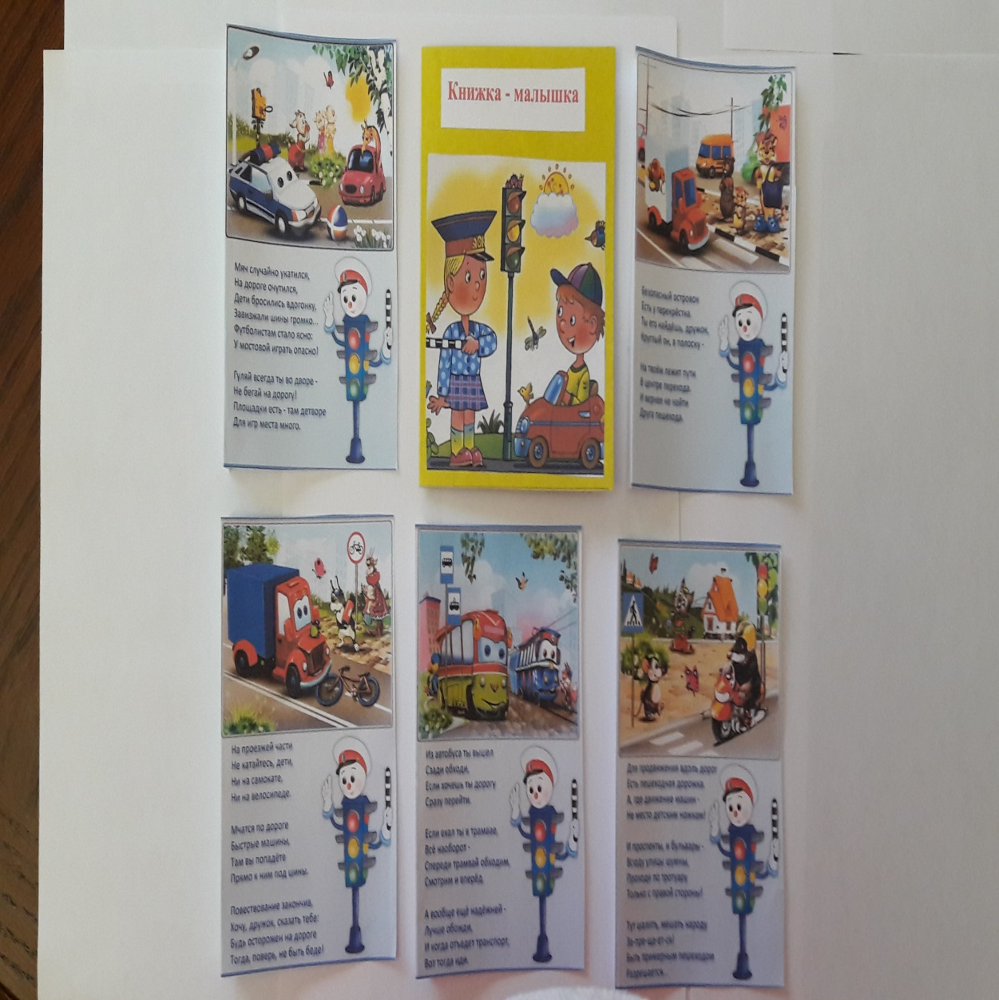 Книжка - малышка
Мяч случайно укатился,
На дороге очутился,
Дети бросились вдогонку,
Завизжали шины громко...
Футболистам стало ясно:
У мостовой играть опасно!
Гуляй всегда ты во дворе -
Не бегай на дорогу!
Площадки есть - там детворе
Для игр места много.
Безопасный островок
Есть у перекрёстка.
Ты его найдёшь, дружок,
Круглый он, в полоску -
На твоём лежит пути
В центре перехода.
И вернее не найти
Друга пешехода.
На проезжей части
Не катайтесь, дети,
Ни на самокате,
Ни на велосипеде.
Мчатся по дороге
Быстрые машины,
Там вы попадёте
Прямо к ним под шины.
Повествование закончив,
Хочу, дружок, сказать тебе:
Будь осторожен на дороге
Тогда, поверь, не быть беде!
Из автобуса ты вышел
Сзади обходи,
Если хочешь ты дорогу
Сразу перейти.
Если ехал ты в трамвае,
Всё наоборот -
Спереди трамвай обходим,
Смотрим и вперёд.
А вообще ещё надёжней -
Лучше обожди,
И когда отъедет транспорт,
Вот тогда иди.
Для продвижения вдоль дорог
Есть пешеходная дорожка.
А, где движение машин -
Не место детским ножкам!
И проспекты, и бульвары -
Всюду улицы шумны,
Проходи по тротуару
Только с правой стороны!
Тут шалить, мешать народу
За-пре-ща-ет-ся!
Быть примерным пешеходом
Разрешается...